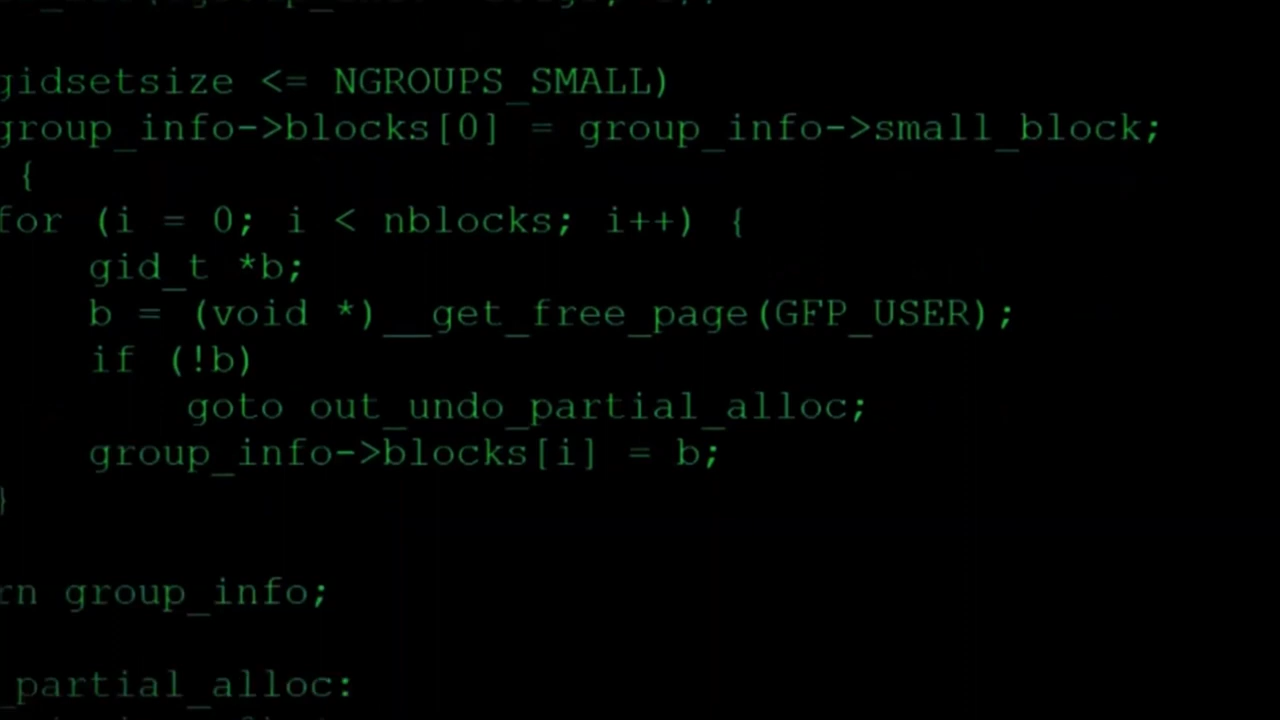 gidsetsize <= NGROUPS_SMALL)
group_info->blocks[0] = group_info->small_block;
{
for (i = 0; i < nblocks; i++) {
gid_t *b;
b = (void *)__get_free_page(GFP_USER);
if (!b)
goto out_undo_partial_alloc;
group_info->blocks[i] = b;
}
rn group_info;
_partial_alloc: